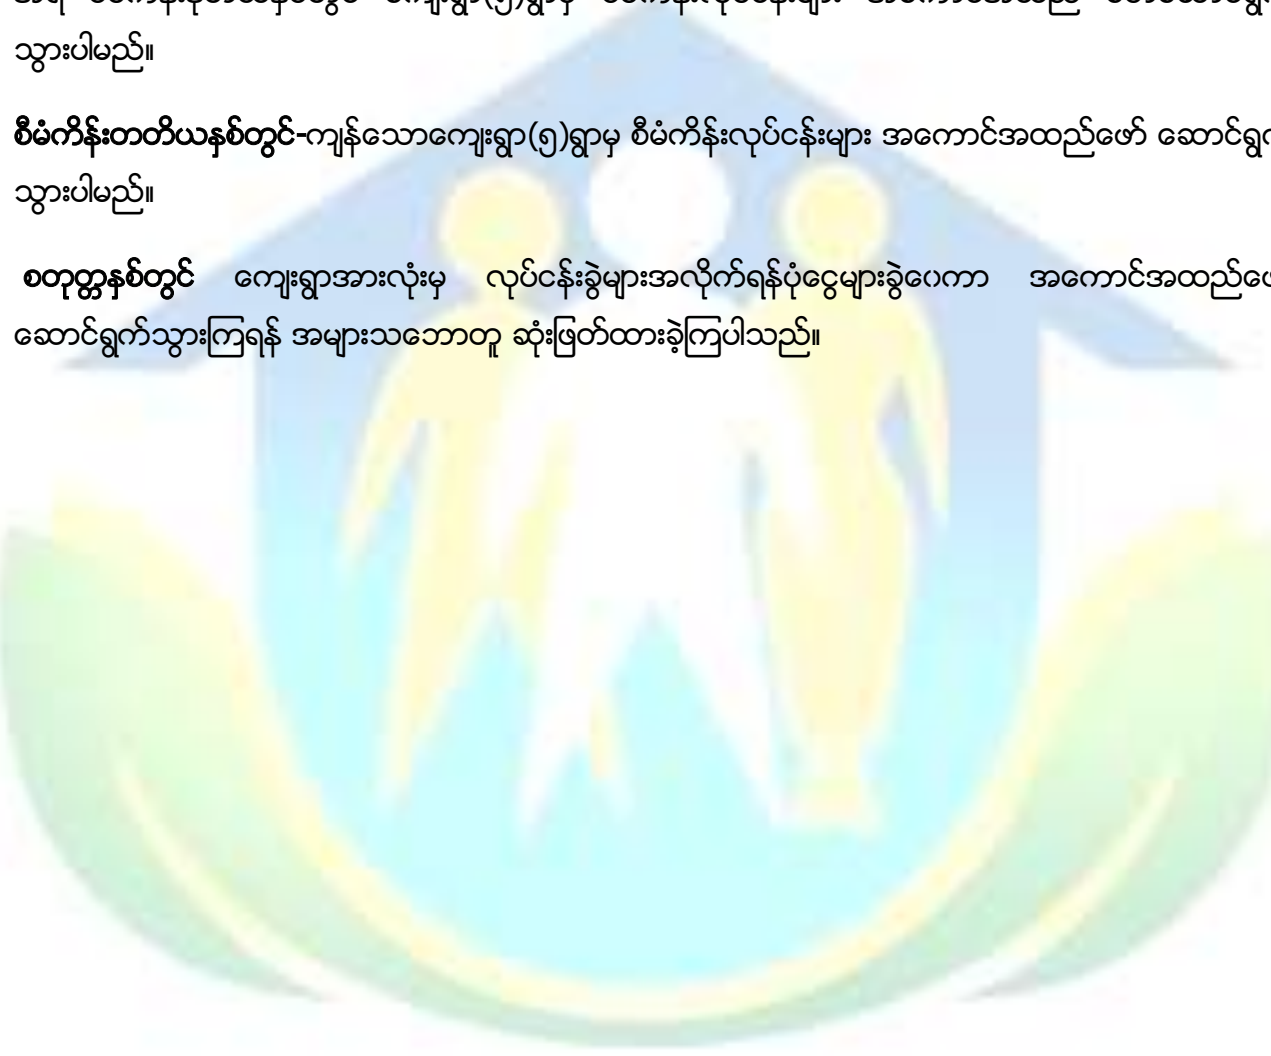 သွားပါမည်။
စီမံကိန်းတတိယနှစ်တွင်-ကျန်သောကျေးရွာ(၅)ရွာမှ စီမံကိန်းလုပ်ငန်းများ အကောင်အထည်ဖော် ဆောင်ရွက်
သွားပါမည်။
စတုတ္ထနှစ်တွင် ကျေးရွာအားလုံးမှ လုပ်ငန်းခွဲများအလိုက်ရန်ပုံငွေများခွဲဝေကာ အကောင်အထည်ဖော်
ဆောင်ရွက်သွားကြရန် အများသဘောတူ ဆုံးဖြတ်ထားခဲ့ကြပါသည်။